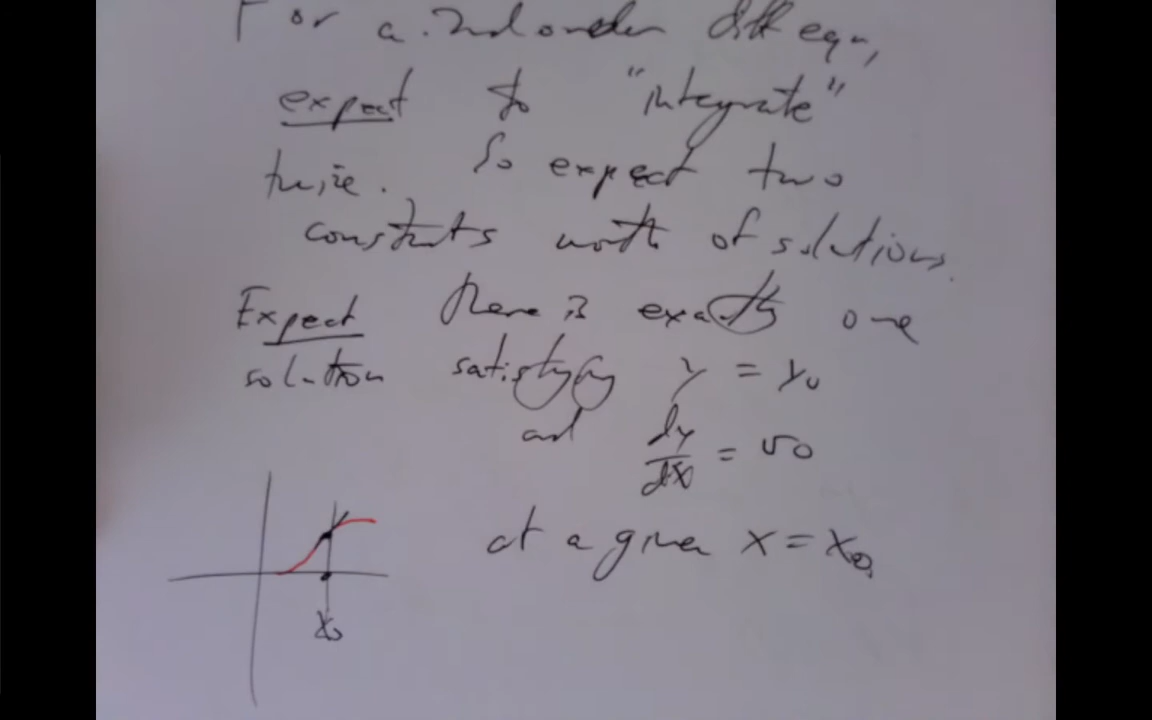 For a 2nd order diff eqn,
expect to "integrate"
twice. So expect two
constants worth of solutions.
Expect there is exactly one
solution satisfying y = y₀
and dy/dx = v₀
at a given x = x₀.
x₀